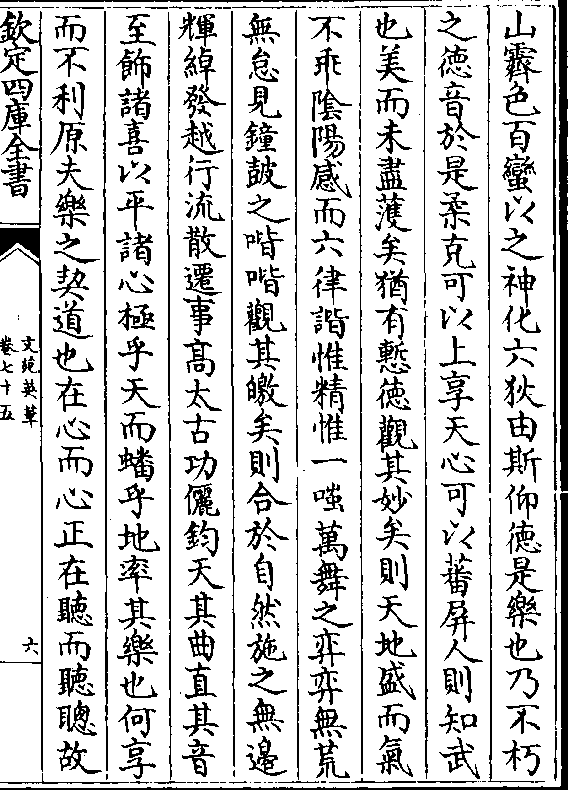 山霽色百蠻以之神化六狄由斯仰徳是樂也乃不朽
之徳音於是柔克可以上享天心可以蕃屏人則知武
也美而未盡頀矣猶有慙徳觀其妙矣則天地盛而氣
不乖隂陽感而六律諧惟精惟一嗤萬舞之弈弈無荒
無怠見鐘鼓之喈喈觀其皦矣則合於自然施之無邉
輝綽發越行流散遷事髙太古功儷鈞天其曲直其音
至飾諸喜以平諸心極乎天而蟠乎地率其樂也何享
而不利原夫樂之契道也在心而心正在聽而聽聰故
欽定四庫全書
文苑英華
卷七十五
六